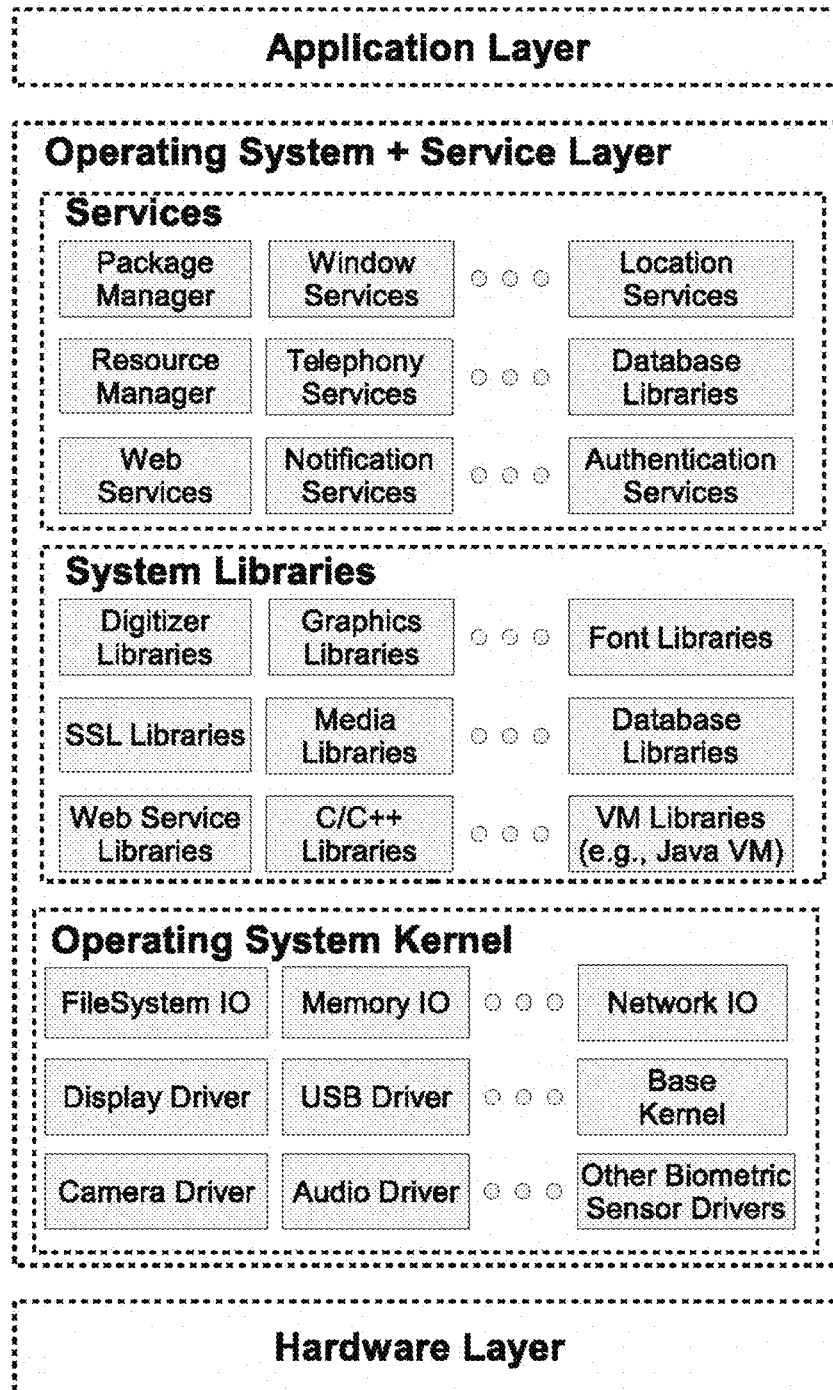 Application Layer
Operating System + Service Layer
Services
Package Manager
Window Services
Location Services
Resource Manager
Telephony Services
Database Libraries
Web Services
Notification Services
Authentication Services
System Libraries
Digitizer Libraries
Graphics Libraries
Font Libraries
SSL Libraries
Media Libraries
Database Libraries
Web Service Libraries
C/C++ Libraries
VM Libraries (e.g., Java VM)
Operating System Kernel
FileSystem IO
Memory IO
Network IO
Display Driver
USB Driver
Base Kernel
Camera Driver
Audio Driver
Other Biometric Sensor Drivers
Hardware Layer